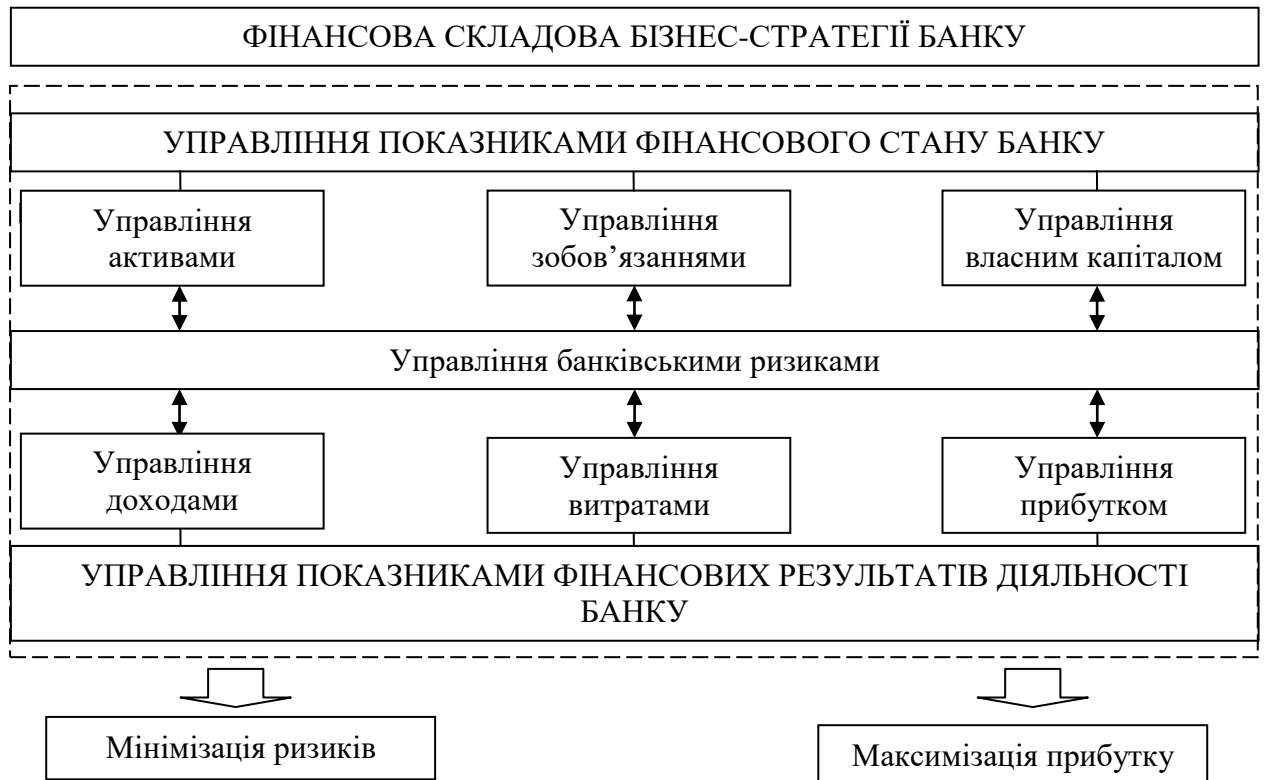 ФІНАНСОВА СКЛАДОВА БІЗНЕС-СТРАТЕГІЇ БАНКУ
УПРАВЛІННЯ ПОКАЗНИКАМИ ФІНАНСОВОГО СТАНУ БАНКУ
Управління
активами
Управління
зобов’язаннями
Управління
власним капіталом
Управління банківськими ризиками
Управління
доходами
Управління
витратами
Управління
прибутком
УПРАВЛІННЯ ПОКАЗНИКАМИ ФІНАНСОВИХ РЕЗУЛЬТАТІВ ДІЯЛЬНОСТІ
БАНКУ
Мінімізація ризиків
Максимізація прибутку